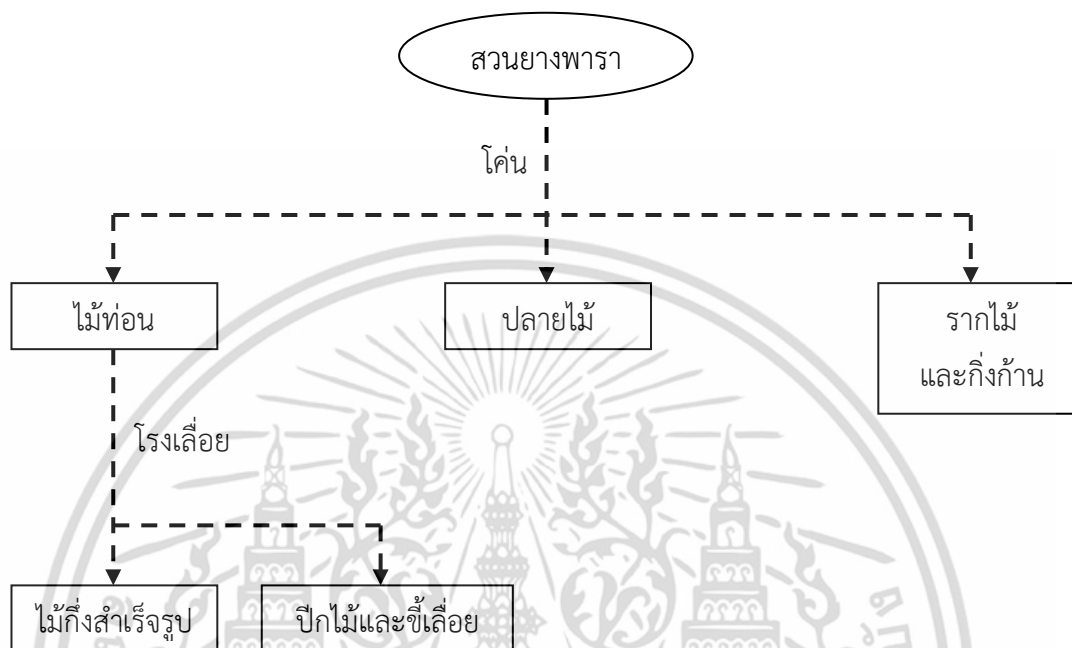 สวนยางพารา
โค่น
ไม้ท่อน
ปลายไม้
รากไม้
และกิ่งก้าน
โรงเลื่อย
ไม้กึ่งสำเร็จรูป
ปีกไม้และขี้เลื่อย